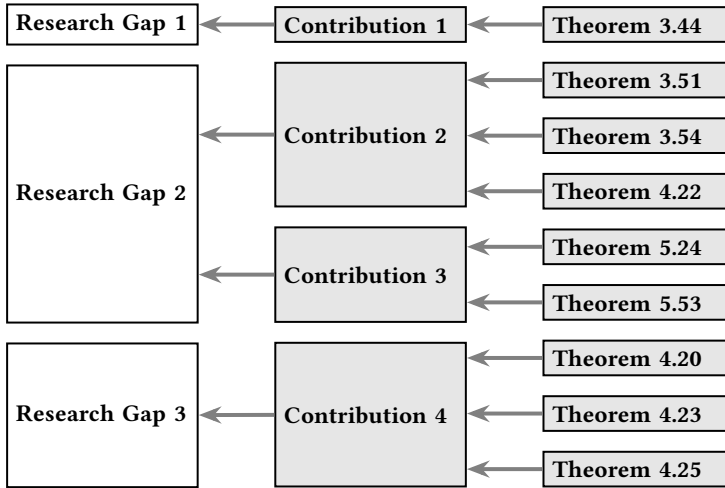 Research Gap 1
Contribution 1
Theorem 3.44
Theorem 3.51
Contribution 2
Theorem 3.54
Research Gap 2
Theorem 4.22
Theorem 5.24
Contribution 3
Theorem 5.53
Theorem 4.20
Research Gap 3
Contribution 4
Theorem 4.23
Theorem 4.25